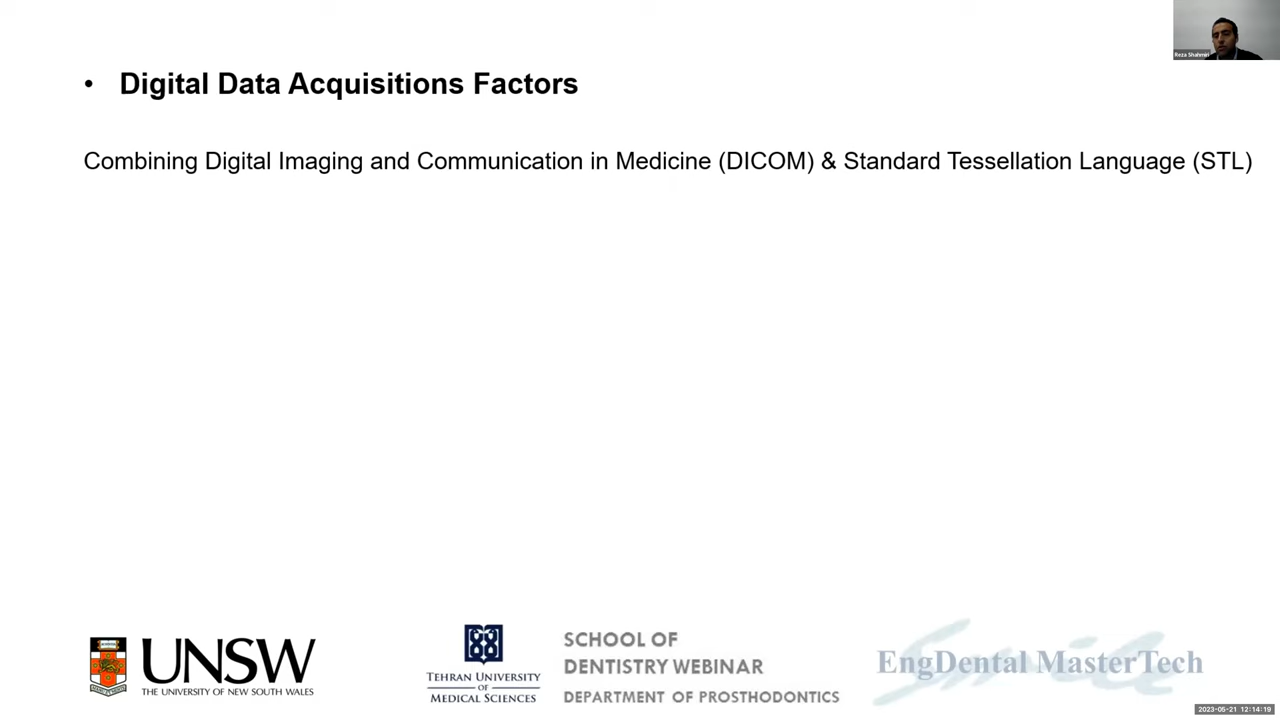 Reza Shahmiri
• Digital Data Acquisitions Factors
Combining Digital Imaging and Communication in Medicine (DICOM) & Standard Tessellation Language (STL)
UNSW
THE UNIVERSITY OF NEW SOUTH WALES
TEHRAN UNIVERSITY
OF
MEDICAL SCIENCES
SCHOOL OF
DENTISTRY WEBINAR
DEPARTMENT OF PROSTHODONTICS
EngDental MasterTech
2023-05-21 12:14:19